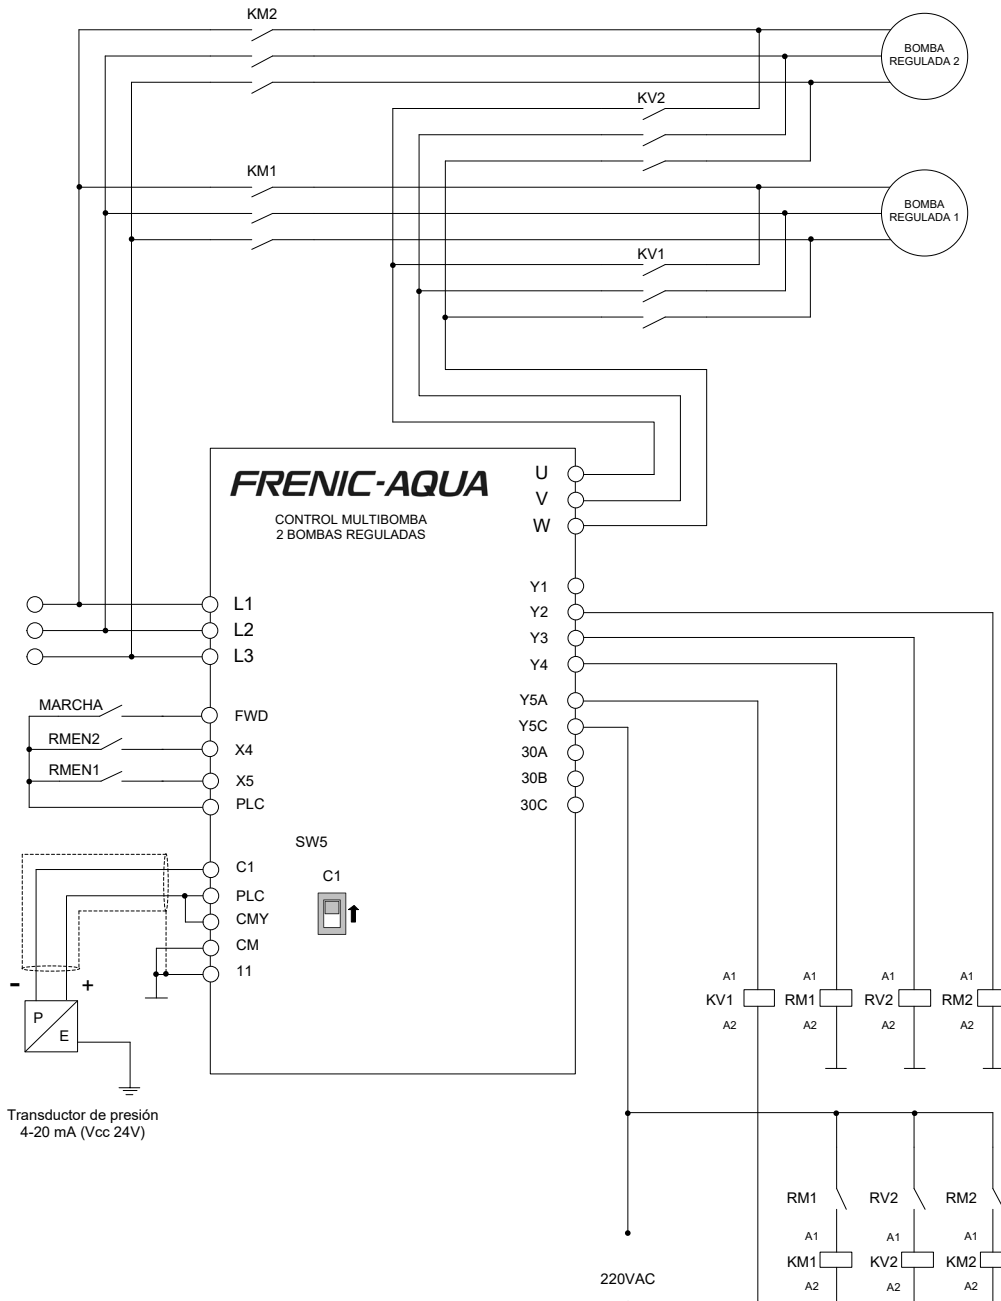 KM2
BOMBA
REGULADA 2
KV2
KM1
BOMBA
REGULADA 1
KV1
FRENIC-AQUA
CONTROL MULTIBOMBA
2 BOMBAS REGULADAS
U
V
W
Y1
L1
Y2
L2
Y3
L3
Y4
MARCHA
FWD
Y5A
RMEN2
X4
Y5C
RMEN1
X5
30A
PLC
30B
30C
SW5
C1
C1
PLC
CMY
CM
11
- +
P
E
Transductor de presión
4-20 mA (Vcc 24V)
A1 A1 A1 A1
KV1 RM1 RV2 RM2
A2 A2 A2 A2
RM1 RV2 RM2
A1 A1 A1
KM1 KV2 KM2
A2 A2 A2
220VAC